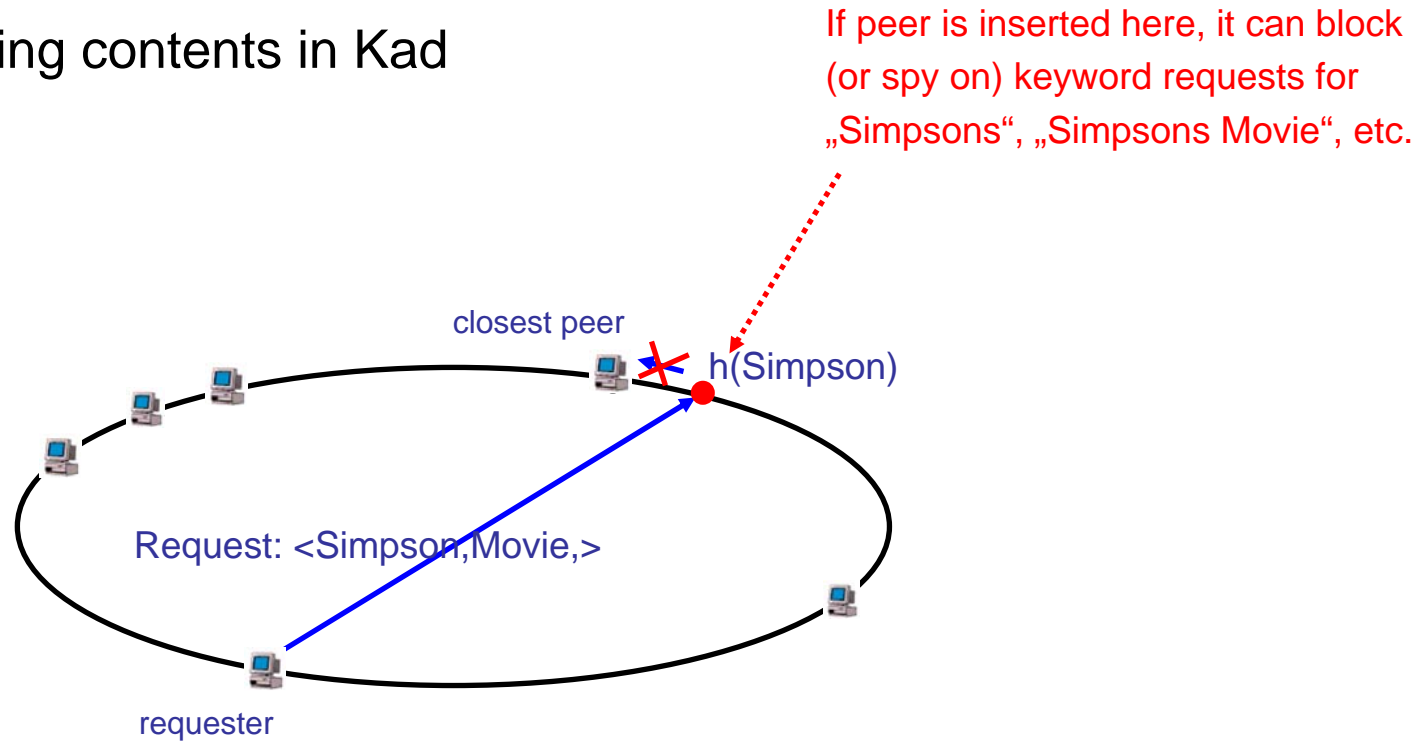 ing contents in Kad
If peer is inserted here, it can block
(or spy on) keyword requests for
„Simpsons“, „Simpsons Movie“, etc.
closest peer
h(Simpson)
Request: <Simpson,Movie,>
requester